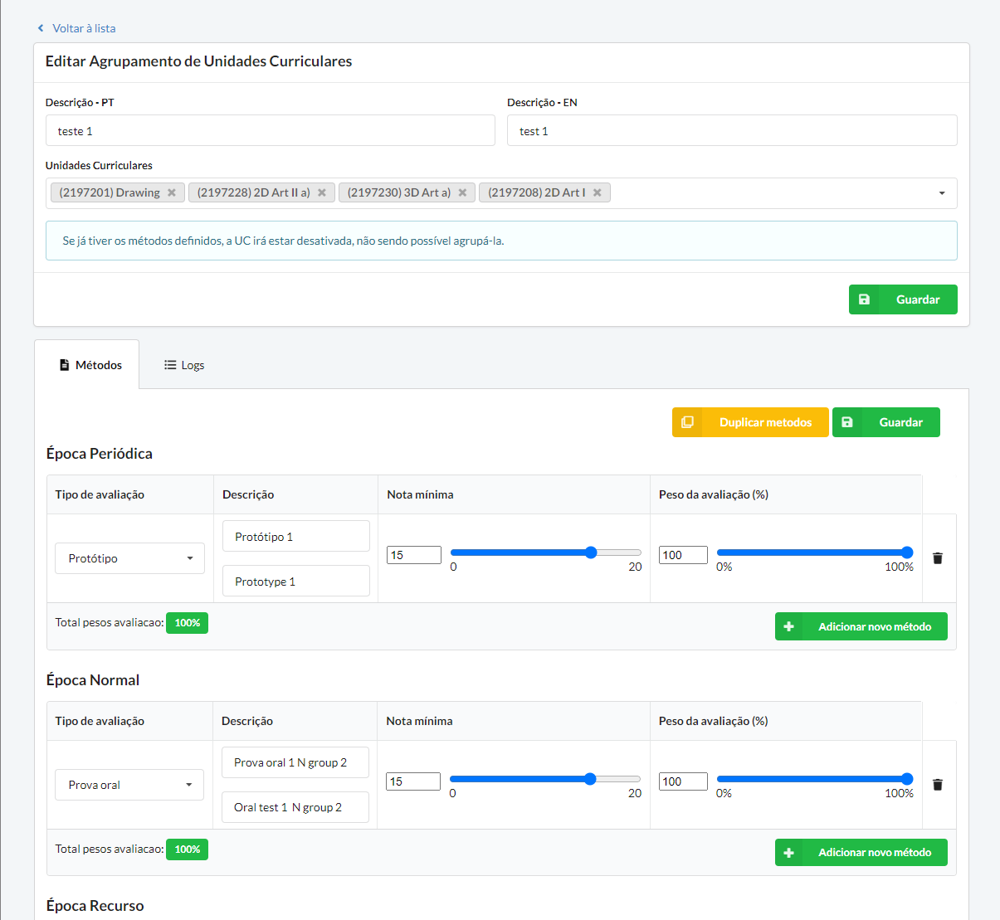 Voltar à lista
Editar Agrupamento de Unidades Curriculares
Descrição - PT
Descrição - EN
teste 1
test 1
Unidades Curriculares
(2197201) Drawing
(2197228) 2D Art II a)
(2197230) 3D Art a)
(2197208) 2D Art I
Se já tiver os métodos definidos, a UC irá estar desativada, não sendo possível agrupá-la.
Guardar
Métodos
Logs
Duplicar metodos
Guardar
Época Periódica
Tipo de avaliação
Descrição
Nota mínima
Peso da avaliação (%)
Protótipo
Protótipo 1
Prototype 1
15
0
20
100
0%
100%
Total pesos avaliacao: 100%
Adicionar novo método
Época Normal
Tipo de avaliação
Descrição
Nota mínima
Peso da avaliação (%)
Prova oral
Prova oral 1 N group 2
Oral test 1 N group 2
15
0
20
100
0%
100%
Total pesos avaliacao: 100%
Adicionar novo método
Época Recurso